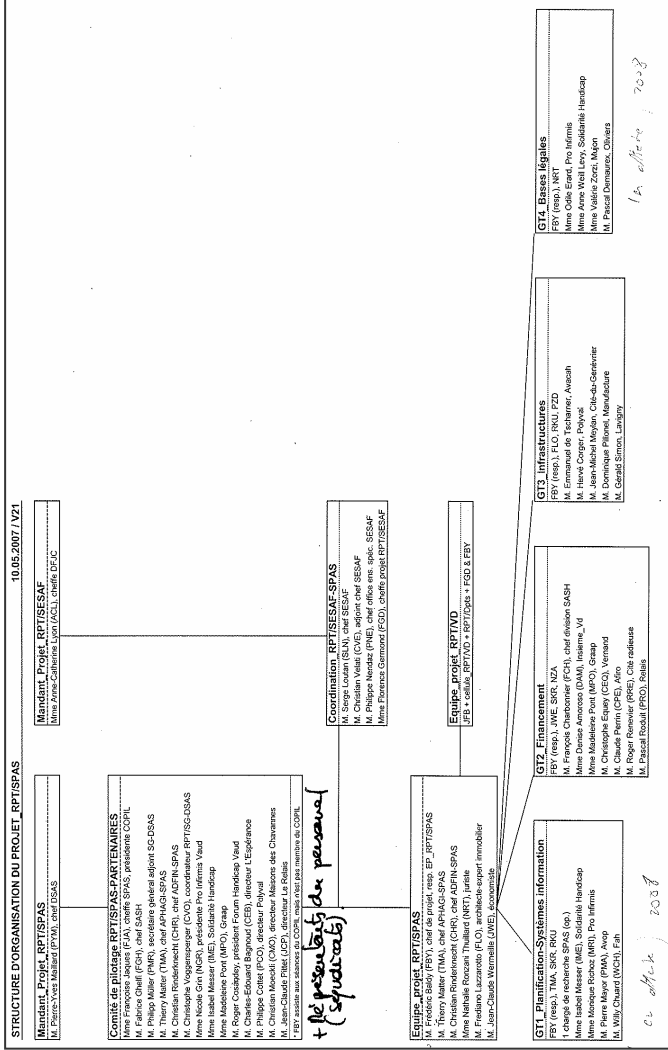 STRUCTURE D'ORGANISATION DU PROJET_RPT/SPAS 10.05.2007 / V21
Mandant_Projet_RPT/SPAS
M. Pierre-Yves Maillard (PYM), chef DSAS
Mandant_Projet_RPT/SESAF
Mme Anne-Catherine Lyon (ACL), cheffe DFJC
Comité de pilotage RPT/SPAS-PARTENAIRES
Mme Françoise Jaques (FJA), cheffe SPAS, présidente COPIL
M. Fabrice Ghelfi (FGH), chef SASH
M. Philipp Müller (PMR), secrétaire général adjoint SG-DSAS
M. Thierry Matter (TMA), chef APHAGI-SPAS
M. Christian Rinderknecht (CHR), chef ADFIN-SPAS
M. Christophe Voggensperger (CVO), coordinateur RPT/SG-DSAS
Mme Nicole Grin (NGR), présidente Pro Infirmis Vaud
Mme Isabel Messer (IME), Solidarité Handicap
Mme Madeleine Pont (MPO), Graap
M. Roger Cosandey, président Forum Handicap Vaud
M. Charles-Edouard Bagnoud (CEB), directeur L'Espérance
M. Philippe Cottet (PCO), directeur Polyval
M. Christian Moeckli (CMO), directeur Maisons des Chavannes
M. Jean-Claude Pittet (JCP), directeur Le Relais
* FBY assiste aux séances du COPIL mais n'est pas membre du COPIL
+ Représentants du personnel
(syndicats)
Coordination_RPT/SESAF-SPAS
M. Serge Loutan (SLN), chef SESAF
M. Christian Velati (CVE), adjoint chef SESAF
M. Philippe Nendaz (PNE), chef office ens. spéc. SESAF
Mme Florence Germond (FGD), cheffe projet RPT/SESAF
Equipe_projet_RPT/SPAS
M. Frédéric Baldy (FBY), chef de projet, resp. EP_RPT/SPAS
M. Thierry Matter (TMA), chef APHAGI-SPAS
M. Christian Rinderknecht (CHR), chef ADFIN-SPAS
Mme Nathalie Ronzani Thuillard (NRT), juriste
M. Frediano Lazzarotto (FLO), architecte-expert immobilier
M. Jean-Claude Wermeille (JWE), économiste
Equipe_projet_RPT/VD
JFB + cellule_RPT/VD + RPT/Dpts + FGD & FBY
GT1_Planification-Systèmes information
FBY (resp.), TMA, SKR, RKU
1 chargé de recherche SPAS (op.)
Mme Isabel Messer (IME), Solidarité Handicap
Mme Monique Richoz (MRI), Pro Infirmis
M. Pierre Mayor (PMA), Avop
M. Willy Chuard (WCH), Fah
GT2_Financement
FBY (resp.), JWE, SKR, NZA
M. François Charbonnier (FCH), chef division SASH
Mme Denise Amoroso (DAM), Insieme_Vd
Mme Madeleine Pont (MPO), Graap
M. Christophe Equey (CEQ), Vernand
M. Claude Perrin (CPE), Afiro
M. Roger Renevier (RRE), Cité radieuse
M. Pascal Roduit (PRO), Relais
GT3_Infrastructures
FBY (resp.), FLO, RKU, PZD
M. Emmanuel de Tscharner, Avacah
M. Hervé Corger, Polyval
M. Jean-Michel Meylan, Cité-du-Genévrier
M. Dominique Pillonel, Manufacture
M. Gérald Simon, Lavigny
GT4_Bases légales
FBY (resp.), NRT
Mme Odile Erard, Pro Infirmis
Mme Anne Weill Levy, Solidarité Handicap
Mme Valérie Zorzi, Mujon
M. Pascal Demaurex, Oliviers
2008
2008